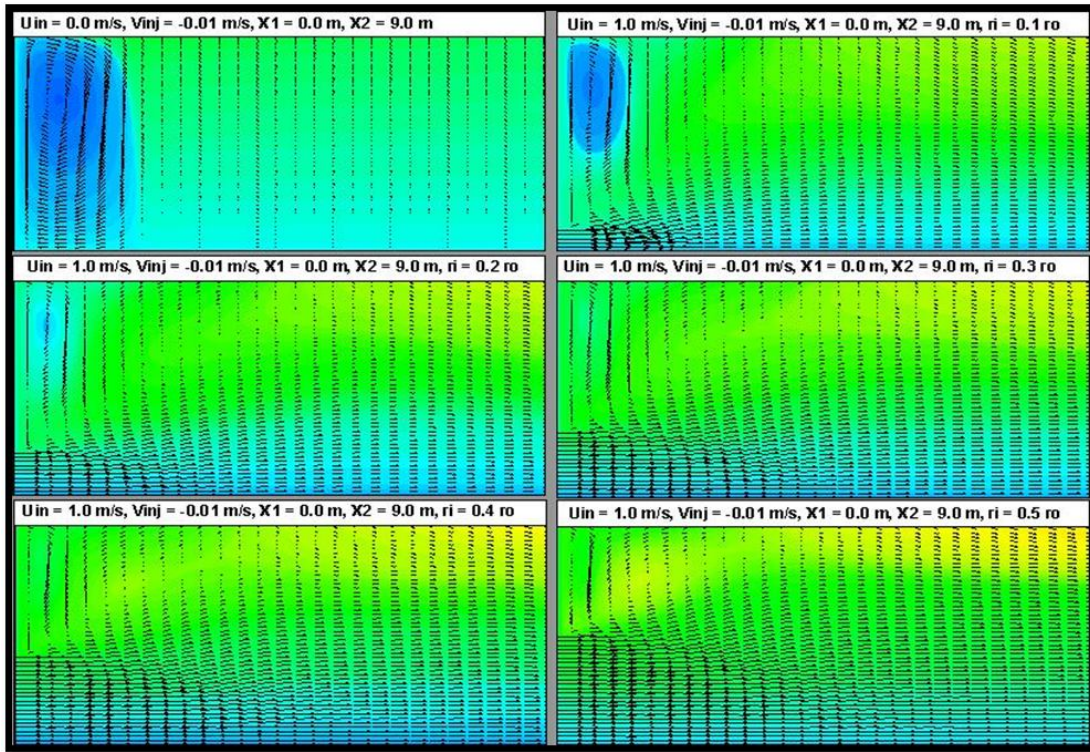 Uin = 0.0 m/s, Vinj = -0.01 m/s, X1 = 0.0 m, X2 = 9.0 m
Uin = 1.0 m/s, Vinj = -0.01 m/s, X1 = 0.0 m, X2 = 9.0 m, ri = 0.1 ro
Uin = 1.0 m/s, Vinj = -0.01 m/s, X1 = 0.0 m, X2 = 9.0 m, ri = 0.2 ro
Uin = 1.0 m/s, Vinj = -0.01 m/s, X1 = 0.0 m, X2 = 9.0 m, ri = 0.3 ro
Uin = 1.0 m/s, Vinj = -0.01 m/s, X1 = 0.0 m, X2 = 9.0 m, ri = 0.4 ro
Uin = 1.0 m/s, Vinj = -0.01 m/s, X1 = 0.0 m, X2 = 9.0 m, ri = 0.5 ro